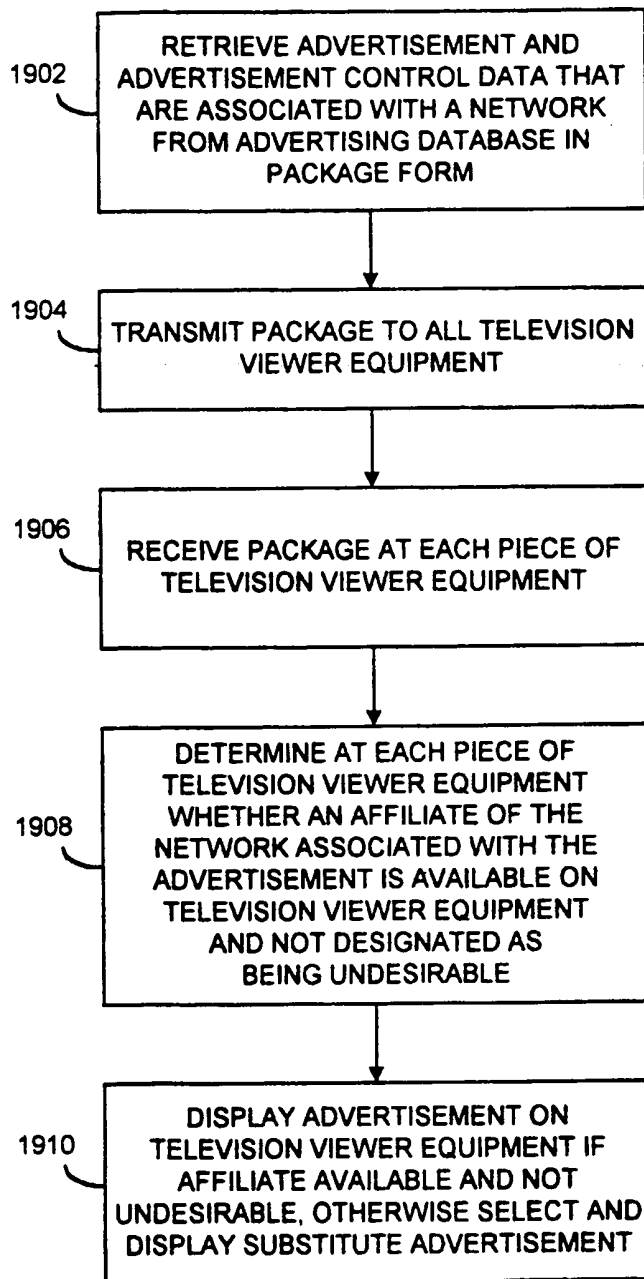 1902
RETRIEVE ADVERTISEMENT AND
ADVERTISEMENT CONTROL DATA THAT
ARE ASSOCIATED WITH A NETWORK
FROM ADVERTISING DATABASE IN
PACKAGE FORM
1904
TRANSMIT PACKAGE TO ALL TELEVISION
VIEWER EQUIPMENT
1906
RECEIVE PACKAGE AT EACH PIECE OF
TELEVISION VIEWER EQUIPMENT
1908
DETERMINE AT EACH PIECE OF
TELEVISION VIEWER EQUIPMENT
WHETHER AN AFFILIATE OF THE
NETWORK ASSOCIATED WITH THE
ADVERTISEMENT IS AVAILABLE ON
TELEVISION VIEWER EQUIPMENT
AND NOT DESIGNATED AS
BEING UNDESIRABLE
1910
DISPLAY ADVERTISEMENT ON
TELEVISION VIEWER EQUIPMENT IF
AFFILIATE AVAILABLE AND NOT
UNDESIRABLE, OTHERWISE SELECT AND
DISPLAY SUBSTITUTE ADVERTISEMENT